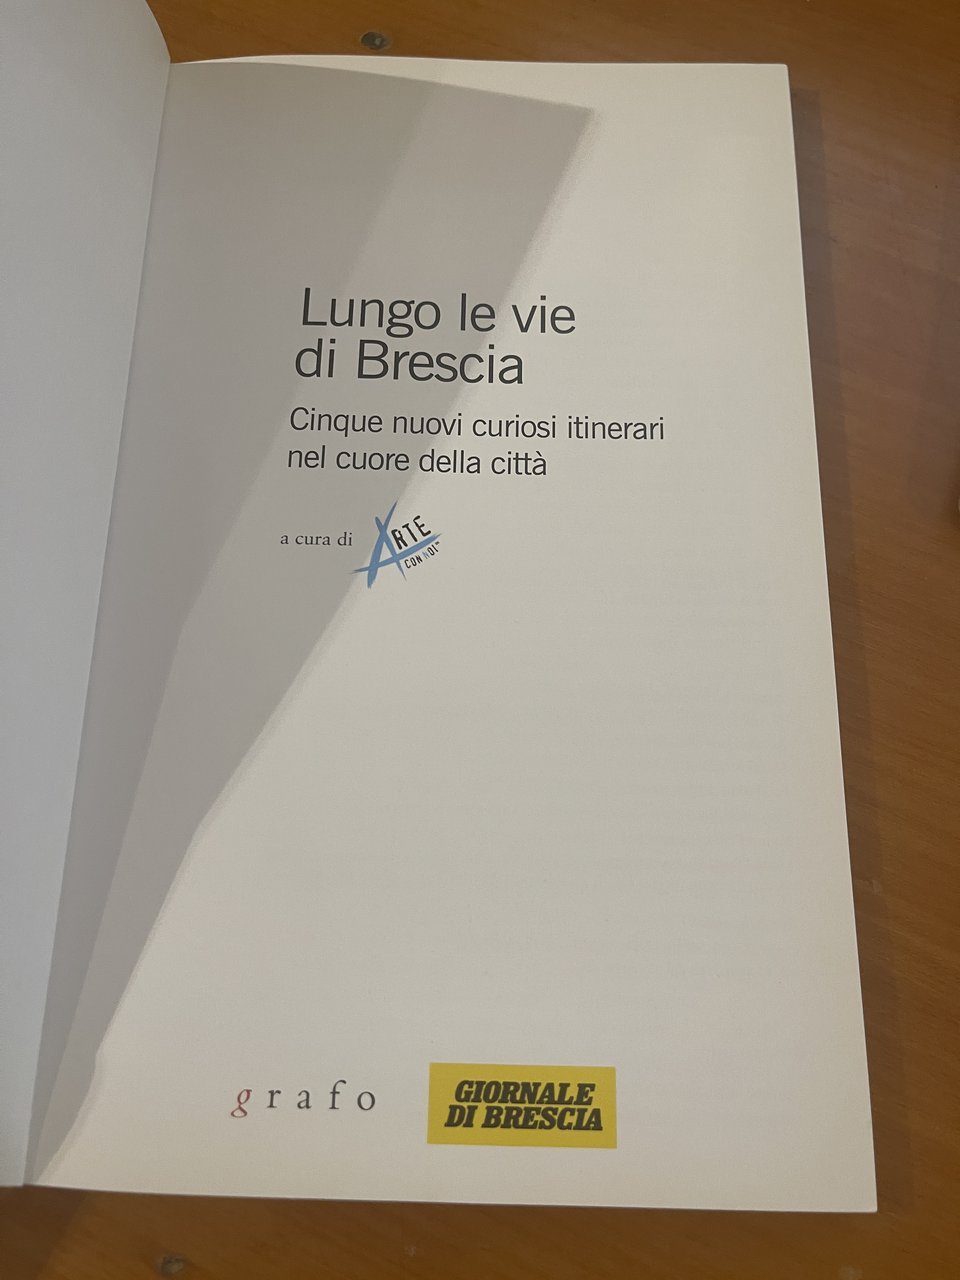 Lungo le vie
di Brescia
Cinque nuovi curiosi itinerari
nel cuore della città
a cura di ARTE
CON NOI™
grafo
GIORNALE
DI BRESCIA